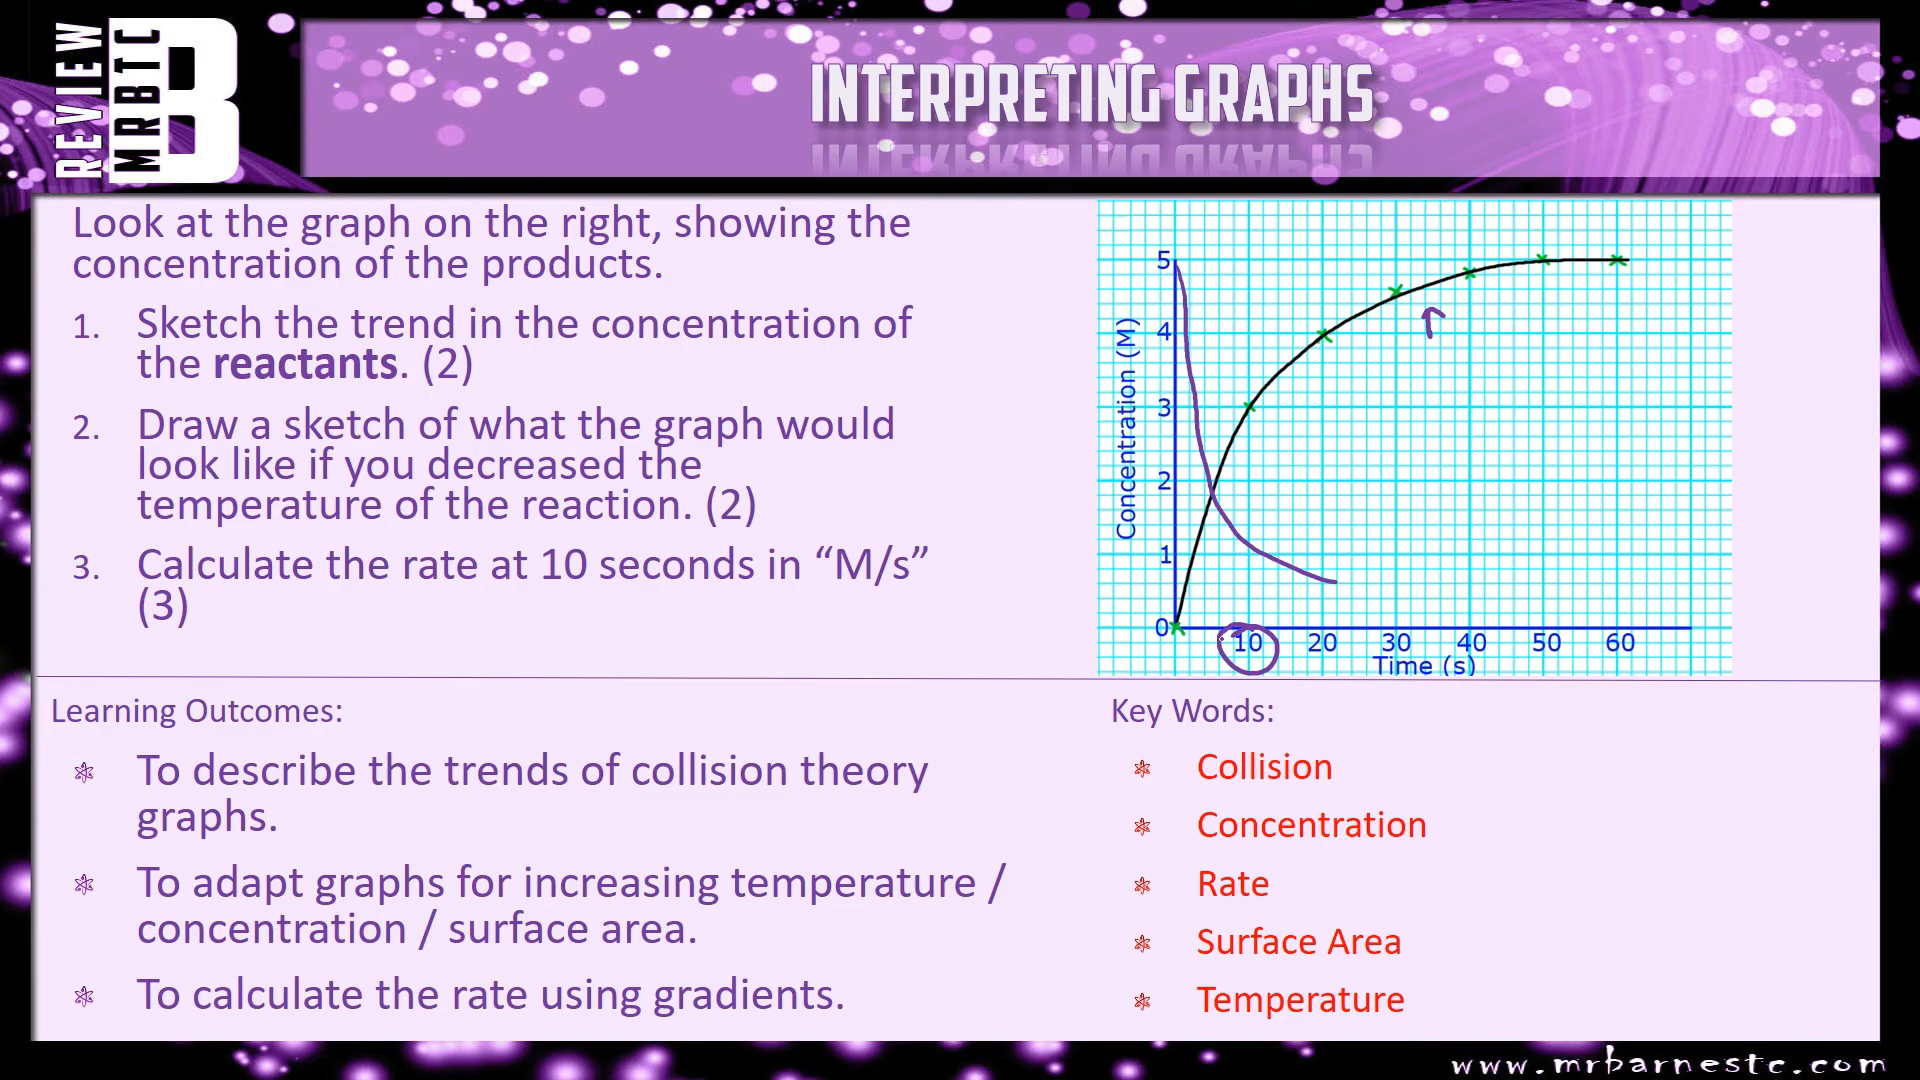 REVIEW
MRBTC
B
INTERPRETING GRAPHS
Look at the graph on the right, showing the
concentration of the products.
1. Sketch the trend in the concentration of
the reactants. (2)
2. Draw a sketch of what the graph would
look like if you decreased the
temperature of the reaction. (2)
3. Calculate the rate at 10 seconds in “M/s”
(3)
Concentration (M)
5
4
3
2
1
0
10 20 30 40 50 60
Time (s)
Learning Outcomes:
To describe the trends of collision theory
graphs.
To adapt graphs for increasing temperature /
concentration / surface area.
To calculate the rate using gradients.
Key Words:
Collision
Concentration
Rate
Surface Area
Temperature
www.mrbarnestc.com